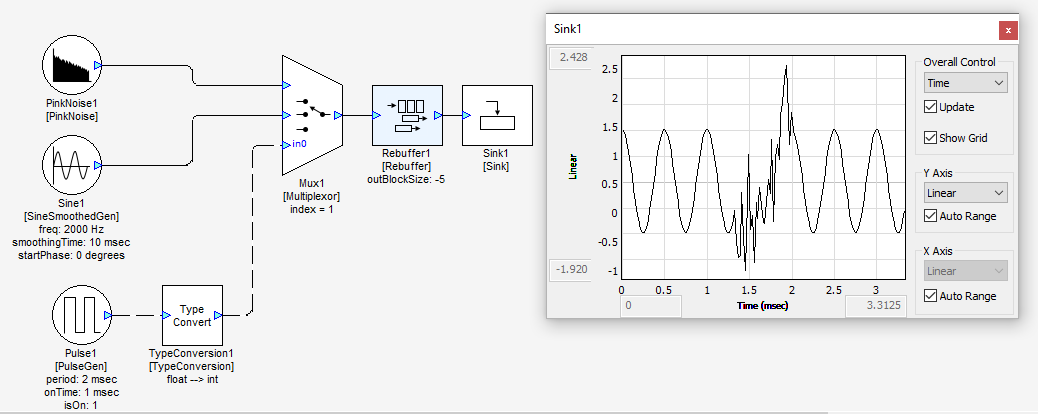 PinkNoise1
[PinkNoise]
Sine1
[SineSmoothedGen]
freq: 2000 Hz
smoothingTime: 10 msec
startPhase: 0 degrees
Pulse1
[PulseGen]
period: 2 msec
onTime: 1 msec
isOn: 1
Type
Convert
TypeConversion1
[TypeConversion]
float --> int
in0
Mux1
[Multiplexor]
index = 1
Rebuffer1
[Rebuffer]
outBlockSize: -5
Sink1
[Sink]
Sink1
x
2.428
-1.920
Linear
2.5
2
1.5
1
0.5
0
-0.5
-1
0
0.5
1
1.5
2
2.5
3
0
Time (msec)
3.3125
Overall Control
Time
Update
Show Grid
Y Axis
Linear
Auto Range
X Axis
Linear
Auto Range